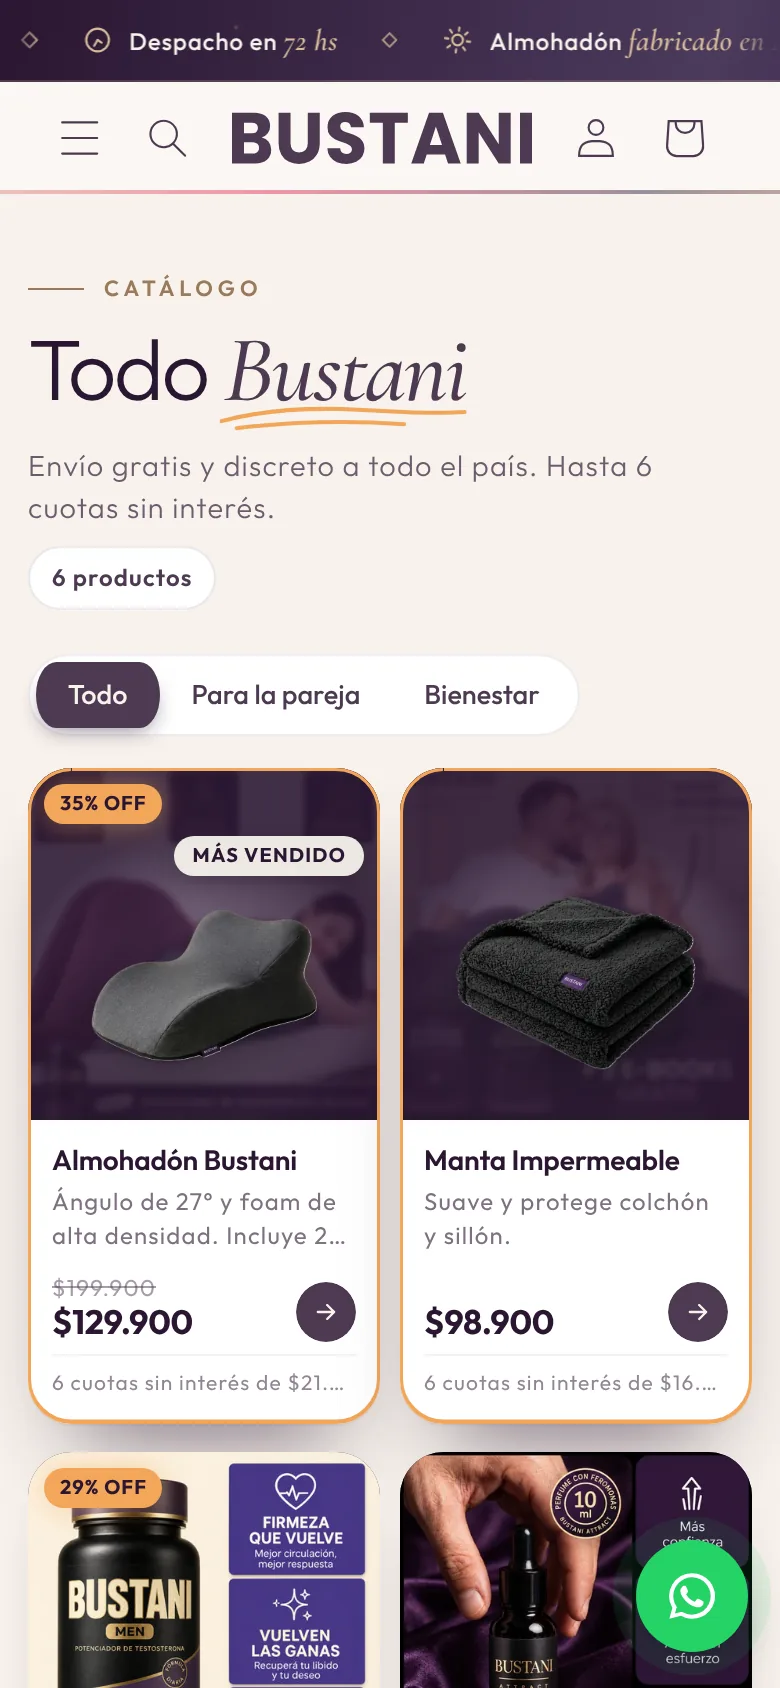 Despacho en 72 hs
Almohadón fabricado en
BUSTANI
CATÁLOGO
Todo Bustani
Envío gratis y discreto a todo el país. Hasta 6
cuotas sin interés.
6 productos
Todo
Para la pareja
Bienestar
35% OFF
MÁS VENDIDO
Almohadón Bustani
Ángulo de 27° y foam de
alta densidad. Incluye 2...
$199.900
$129.900
6 cuotas sin interés de $21....
BUSTANI
Manta Impermeable
Suave y protege colchón
y sillón.
$98.900
6 cuotas sin interés de $16....
29% OFF
BUSTANI
MEN
POTENCIADOR DE TESTOSTERONA
FIRMEZA
QUE VUELVE
Mejor circulación,
mejor respuesta
VUELVEN
LAS GANAS
Recuperá tu libido
y tu deseo
PERFUME CON FEROMONAS
10
ml
BUSTANI ATTRACT
BUSTANI
ATTRACT
Más
confianza
esfuerzo